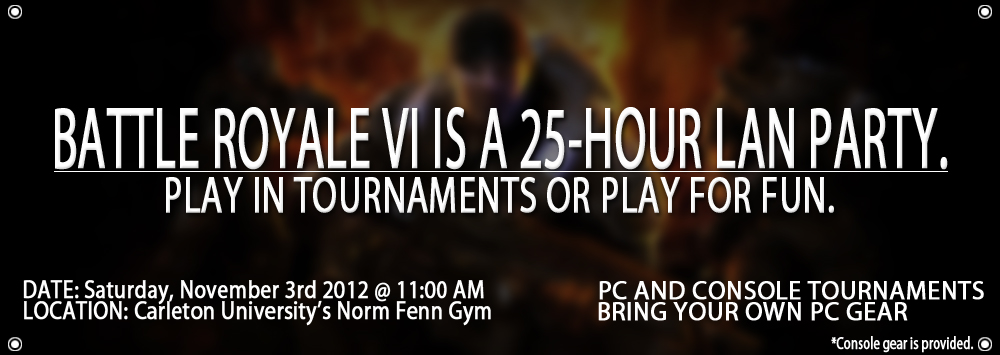 BATTLE ROYALE VI IS A 25-HOUR LAN PARTY.
PLAY IN TOURNAMENTS OR PLAY FOR FUN.
DATE: Saturday, November 3rd 2012 @ 11:00 AM
LOCATION: Carleton University's Norm Fenn Gym
PC AND CONSOLE TOURNAMENTS
BRING YOUR OWN PC GEAR
*Console gear is provided.